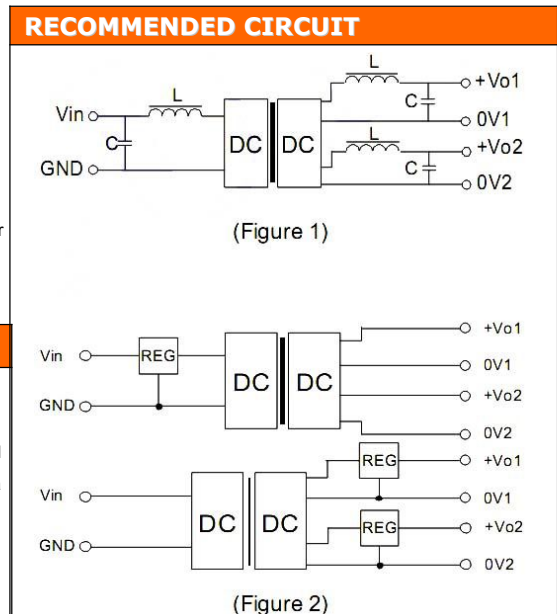 RECOMMENDED CIRCUIT
L
+Vo1
L
C
Vin
0V1
C
DC DC
L
+Vo2
C
GND
0V2
(Figure 1)
+Vo1
Vin
REG
0V1
DC DC
+Vo2
GND
0V2
REG
+Vo1
Vin
0V1
DC DC
REG
+Vo2
GND
0V2
(Figure 2)